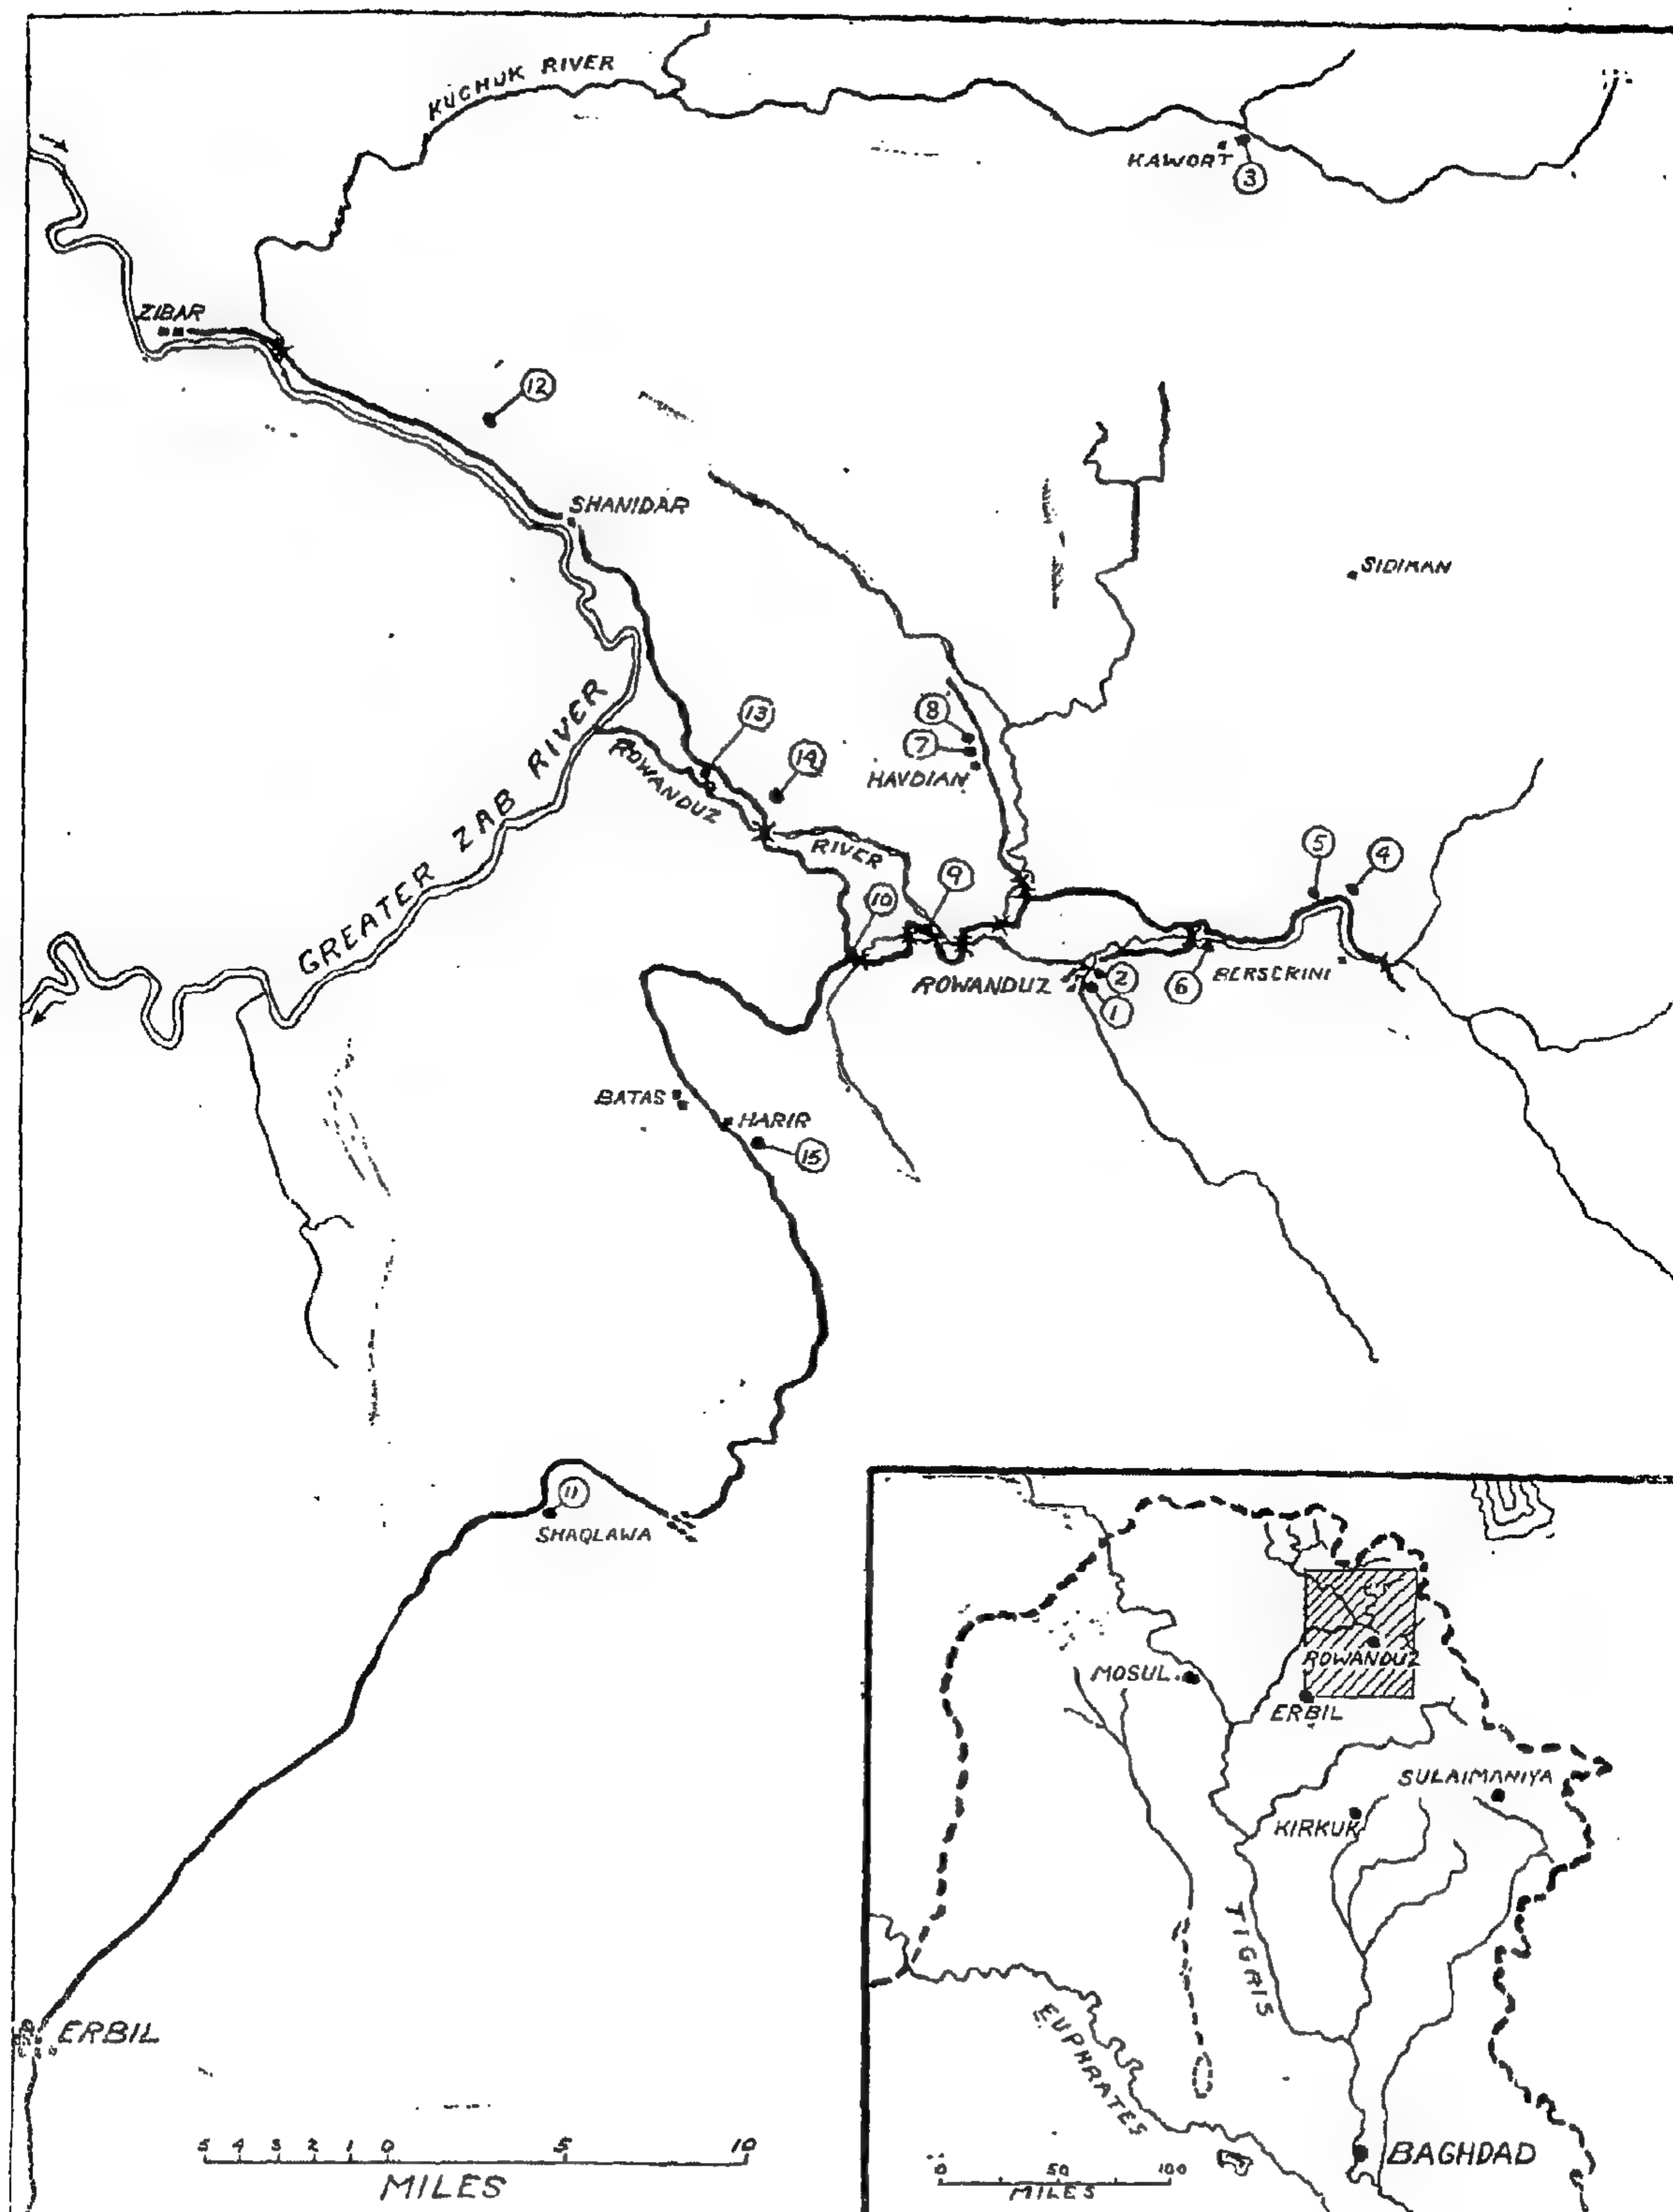 KUCHUK RIVER
KAWORT
3
ZIBAR
12
SHANIDAR
SIDIKAN
13
8
14
7
HAVDIAN
ROWANDUZ
RIVER
GREATER ZAB RIVER
5
4
9
10
ROWANDUZ
2
6
BERSERINI
1
BATAS
HARIR
15
11
SHAQLAWA
ERBIL
5 4 3 2 1 0 5 10
MILES
ROWANDUZ
MOSUL
ERBIL
SULAIMANIYA
KIRKUK
TIGRIS
EUPHRATES
BAGHDAD
0 50 100
MILES